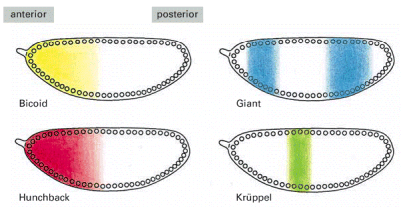 anterior
posterior
Bicoid
Giant
Hunchback
Krüppel